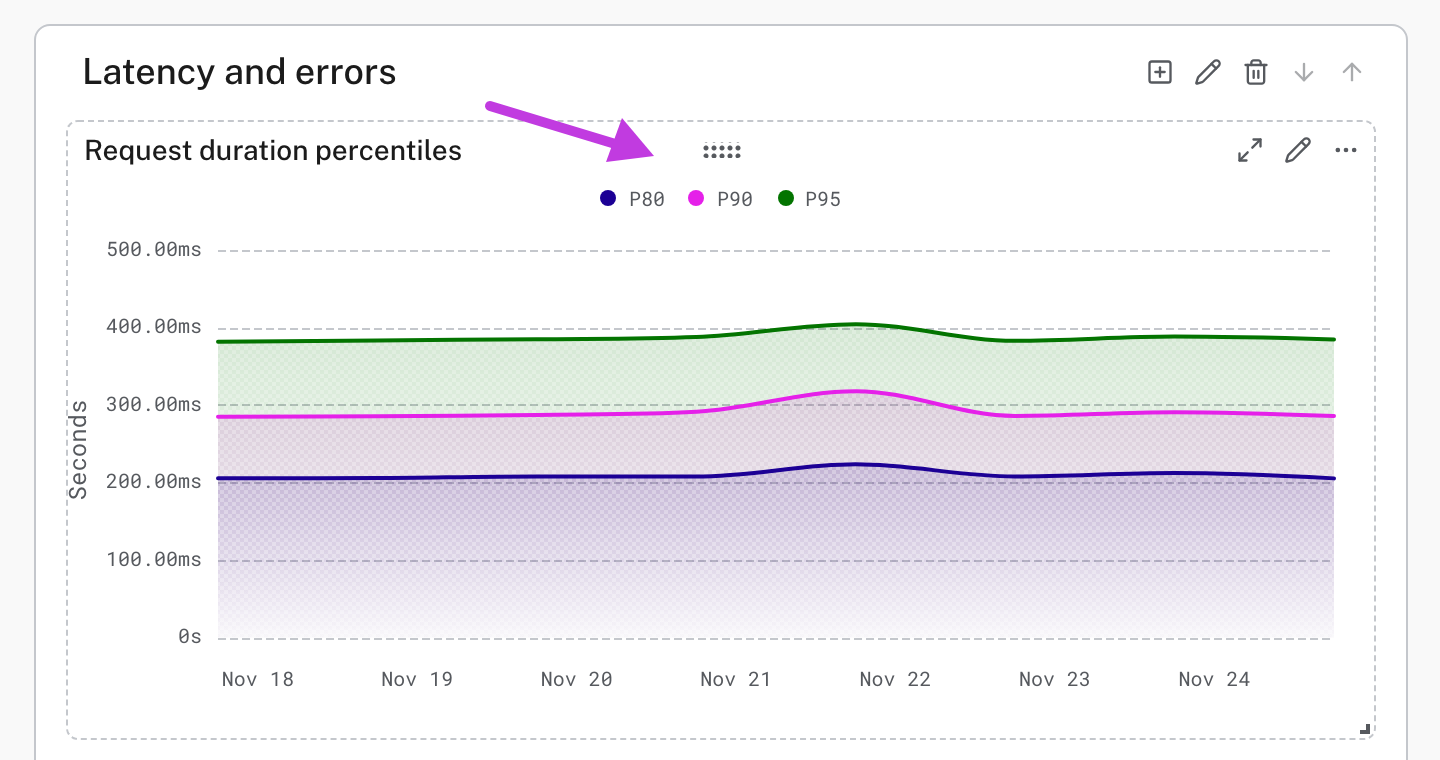 Latency and errors
Request duration percentiles
P80 P90 P95
500.00ms
400.00ms
300.00ms
200.00ms
100.00ms
0s
Seconds
Nov 18 Nov 19 Nov 20 Nov 21 Nov 22 Nov 23 Nov 24